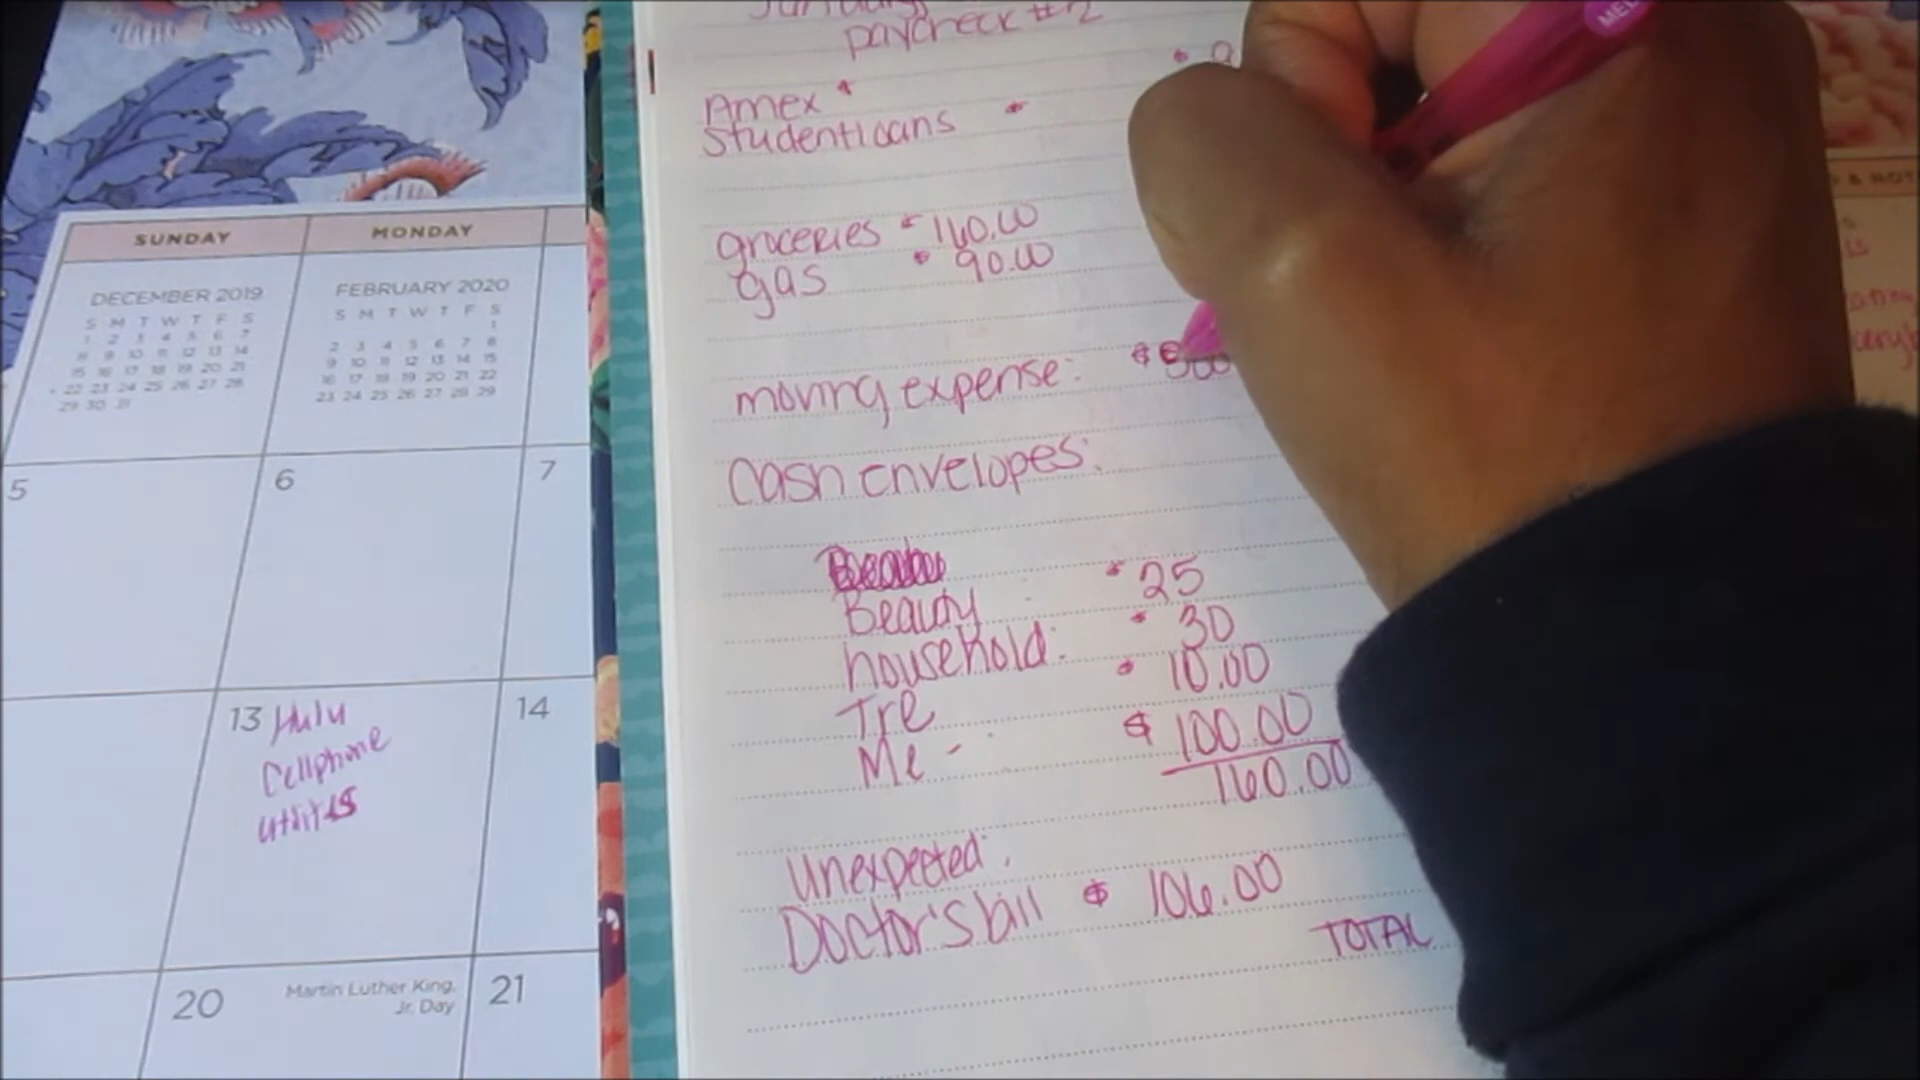 SUNDAY
MONDAY
DECEMBER 2019
S M T W T F S
1 2 3 4 5 6 7
8 9 10 11 12 13 14
15 16 17 18 19 20 21
22 23 24 25 26 27 28
29 30 31
FEBRUARY 2020
S M T W T F S
1
2 3 4 5 6 7 8
9 10 11 12 13 14 15
16 17 18 19 20 21 22
23 24 25 26 27 28 29
5
6
7
13 Hulu
Cellphone
14
20
Martin Luther King,
Jr. Day
21
January
paycheck #2
Amex $
Student loans $
groceries $ 160.00
gas $ 90.00
moving expense: $
Cash envelopes:
Beauty $ 25
household: $ 30
Tre $ 10.00
Me - $ 100.00
160.00
Unexpected:
Doctor's bill $ 106.00
TOTAL
MEL